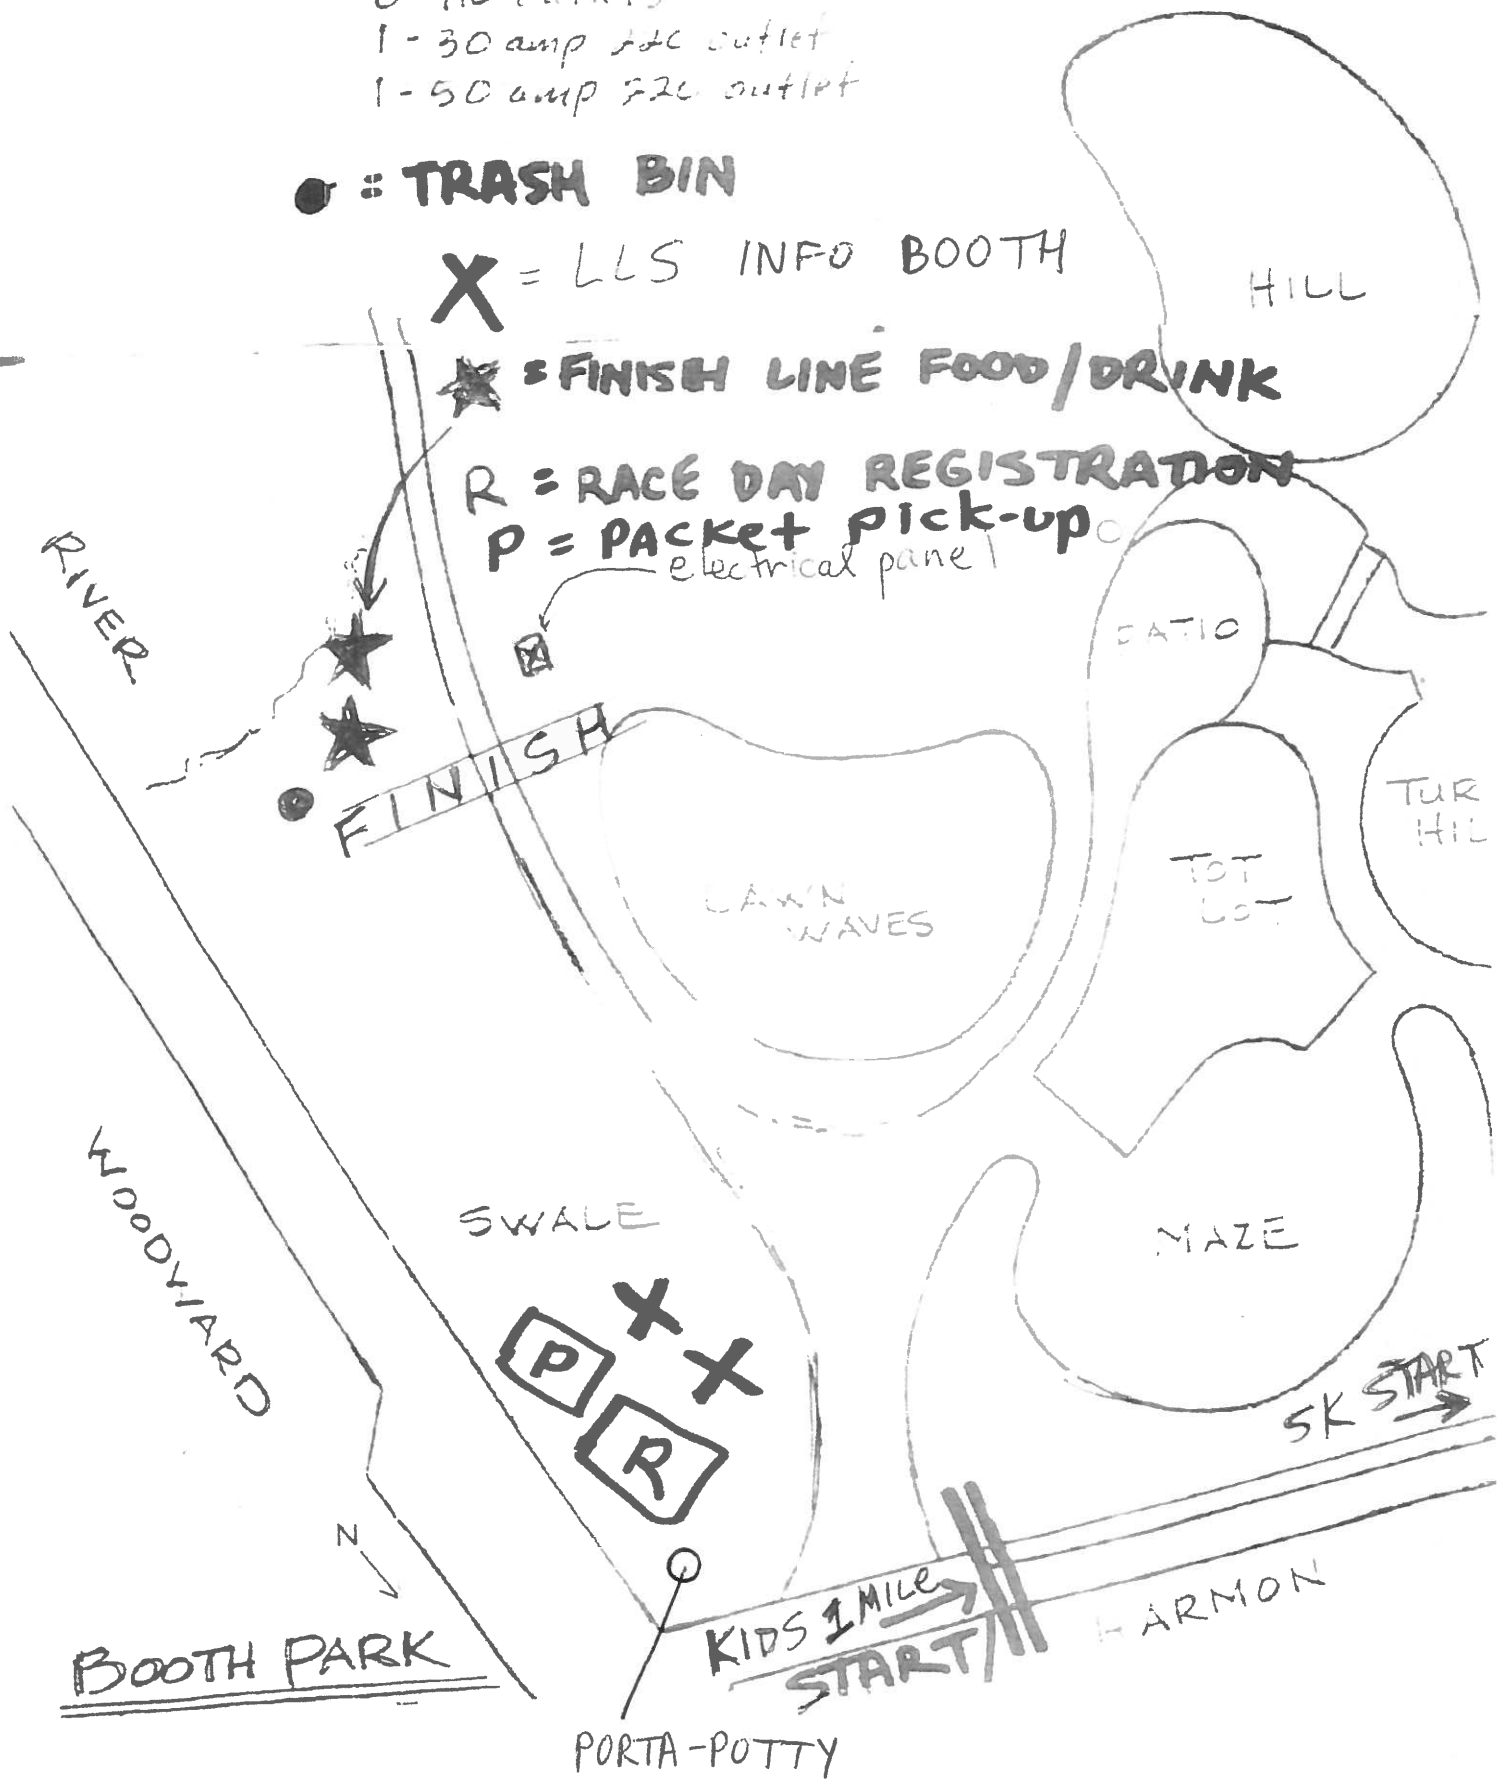 1 - 30 amp 220 outlet
1 - 50 amp 220 outlet
● = TRASH BIN
X = LLS INFO BOOTH
HILL
★ = FINISH LINE FOOD/DRINK
R = RACE DAY REGISTRATION
P = PACKet pick-up
electrical panel
RIVER
PATIO
FINISH
TUR
HIL
LAWN
WAVES
TOT
LOT
WOODWARD
SWALE
MAZE
P
R
5K START
N
KIDS 1 MILe
START
HARMON
BOOTH PARK
PORTA-POTTY